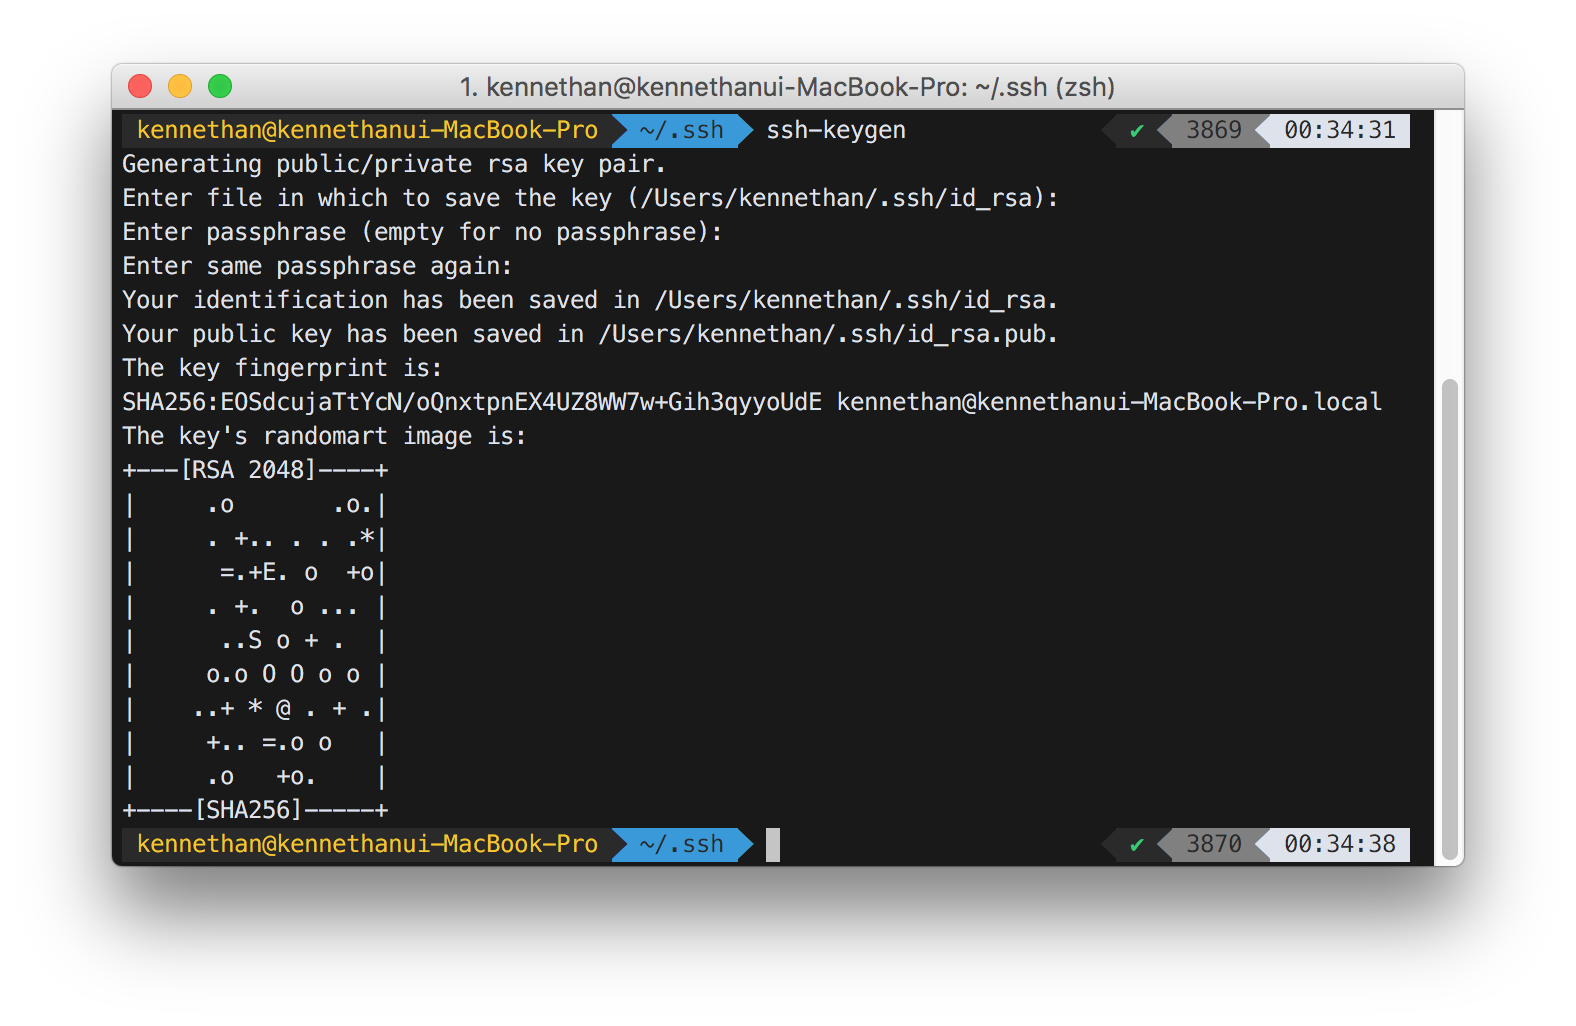 1. kennethan@kennethanui-MacBook-Pro: ~/.ssh (zsh)
kennethan@kennethanui-MacBook-Pro ~/.ssh ssh-keygen ✔ 3869 00:34:31
Generating public/private rsa key pair.
Enter file in which to save the key (/Users/kennethan/.ssh/id_rsa):
Enter passphrase (empty for no passphrase):
Enter same passphrase again:
Your identification has been saved in /Users/kennethan/.ssh/id_rsa.
Your public key has been saved in /Users/kennethan/.ssh/id_rsa.pub.
The key fingerprint is:
SHA256:EOSdcujaTtYcN/oQnxtpnEX4UZ8WW7w+Gih3qyyoUdE kennethan@kennethanui-MacBook-Pro.local
The key's randomart image is:
+---[RSA 2048]----+
|     .o       .o.|
|     . +.. . . .*|
|      =.+E. o  +o|
|     . +.  o ... |
|      ..S o + .  |
|     o.o O O o o |
|    ..+ * @ . + .|
|     +.. =.o o   |
|     .o   +o.    |
+----[SHA256]-----+
kennethan@kennethanui-MacBook-Pro ~/.ssh ✔ 3870 00:34:38